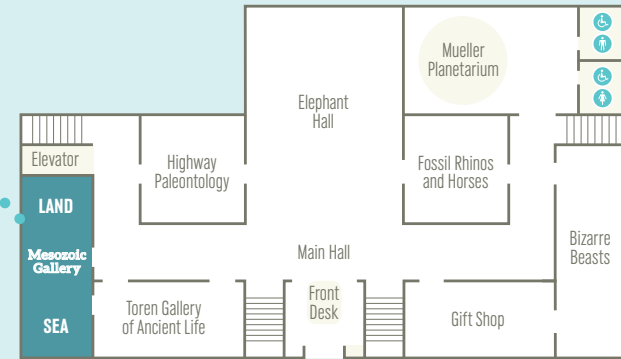 Mueller
Planetarium
Elephant
Hall
Elevator
Highway
Paleontology
Fossil Rhinos
and Horses
LAND
Mesozoic
Gallery
SEA
Main Hall
Bizarre
Beasts
Toren Gallery
of Ancient Life
Front
Desk
Gift Shop